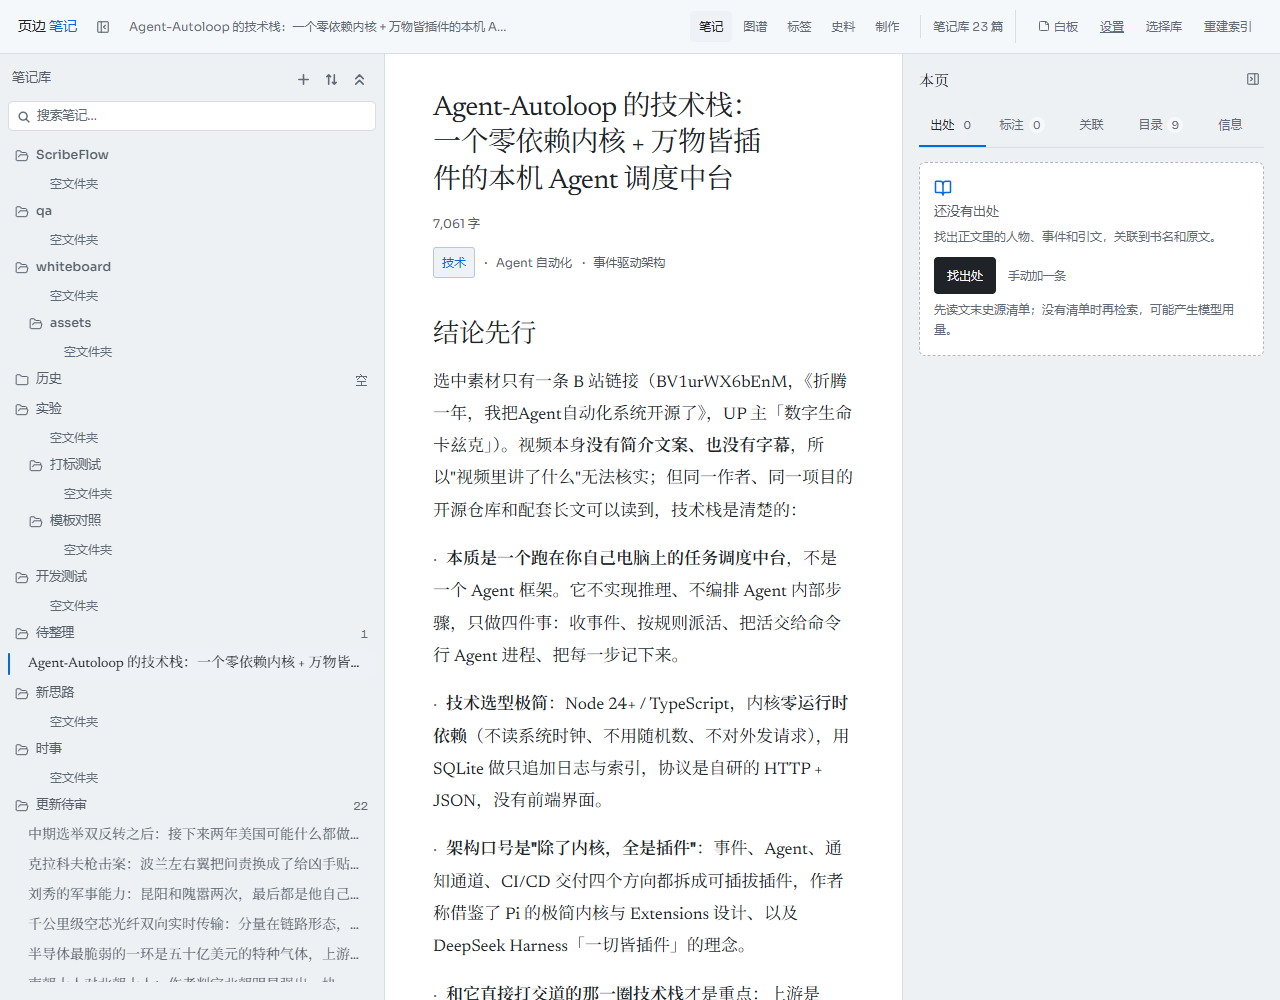 页边 笔记
Agent-Autoloop 的技术栈：一个零依赖内核 + 万物皆插件的本机 A...
笔记 图谱 标签 史料 制作 笔记库 23 篇 白板 设置 选择库 重建索引
笔记库
搜索笔记...
ScribeFlow
空文件夹
qa
空文件夹
whiteboard
空文件夹
assets
空文件夹
历史 空
实验
空文件夹
打标测试
空文件夹
模板对照
空文件夹
开发测试
空文件夹
待整理 1
Agent-Autoloop 的技术栈：一个零依赖内核 + 万物皆...
新思路
空文件夹
时事
空文件夹
更新待审 22
中期选举双反转之后：接下来两年美国可能什么都做...
克拉科夫枪击案：波兰左右翼把问责换成了给凶手贴...
刘秀的军事能力：昆阳和隗嚣两次，最后都是他自己...
千公里级空芯光纤双向实时传输：分量在链路形态，...
半导体最脆弱的一环是五十亿美元的特种气体，上游...
Agent-Autoloop 的技术栈：
一个零依赖内核 + 万物皆插
件的本机 Agent 调度中台
7,061 字
技术 · Agent 自动化 · 事件驱动架构
结论先行
选中素材只有一条 B 站链接（BV1urWX6bEnM，《折腾
一年，我把Agent自动化系统开源了》，UP 主「数字生命
卡兹克」）。视频本身没有简介文案、也没有字幕，所
以"视频里讲了什么"无法核实；但同一作者、同一项目的
开源仓库和配套长文可以读到，技术栈是清楚的：
· 本质是一个跑在你自己电脑上的任务调度中台，不是
一个 Agent 框架。它不实现推理、不编排 Agent 内部步
骤，只做四件事：收事件、按规则派活、把活交给命令
行 Agent 进程、把每一步记下来。
· 技术选型极简：Node 24+ / TypeScript，内核零运行时
依赖（不读系统时钟、不用随机数、不对外发请求），用
SQLite 做只追加日志与索引，协议是自研的 HTTP +
JSON，没有前端界面。
· 架构口号是"除了内核，全是插件"：事件、Agent、通
知通道、CI/CD 交付四个方向都拆成可插拔插件，作者
称借鉴了 Pi 的极简内核与 Extensions 设计、以及
DeepSeek Harness「一切皆插件」的理念。
· 和它直接打交道的那一圈技术栈才是重点：上游是
本页
出处 0 标注 0 关联 目录 9 信息
还没有出处
找出正文里的人物、事件和引文，关联到书名和原文。
找出处 手动加一条
先读文末史源清单；没有清单时再检索，可能产生模型用
量。